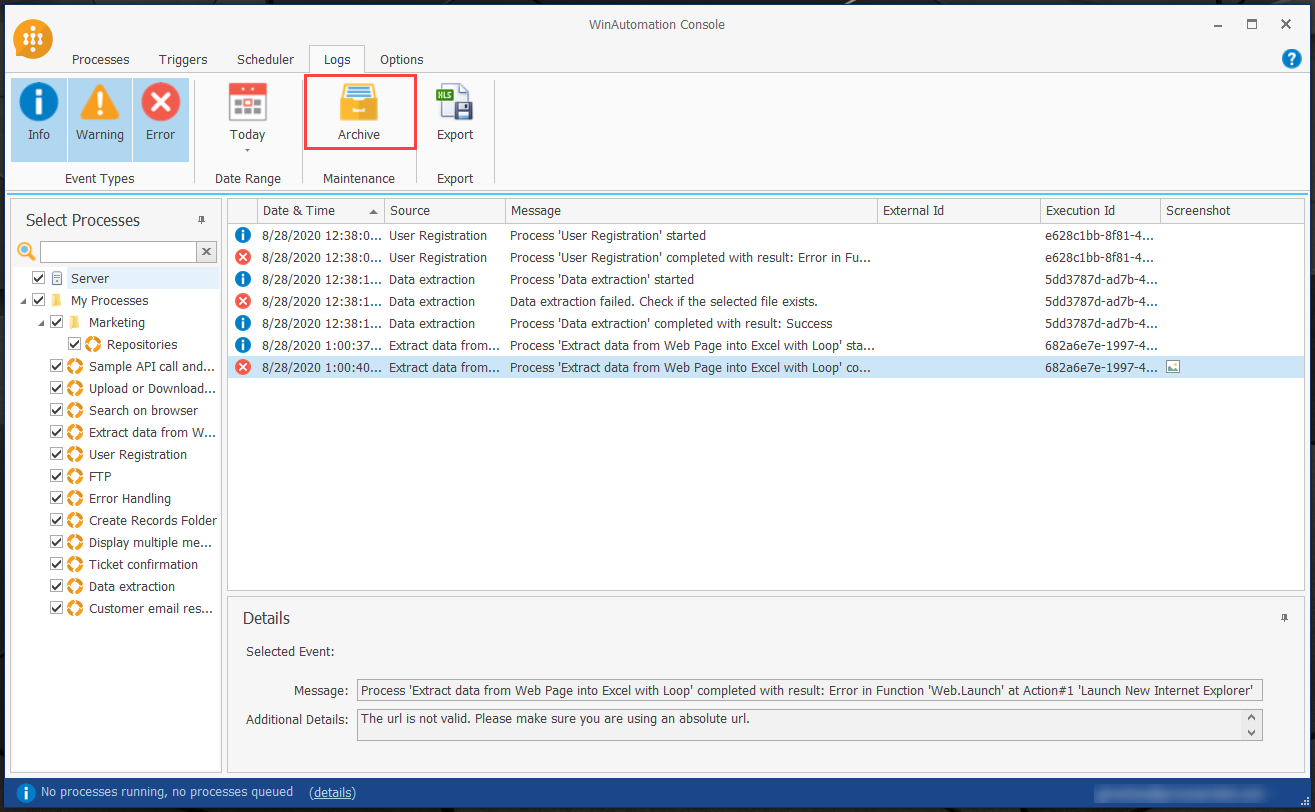 WinAutomation Console
Processes Triggers Scheduler Logs Options
?
XLS
Info Warning Error Today Archive Export
Event Types Date Range Maintenance Export
Select Processes
Server
My Processes
Marketing
Repositories
Sample API call and...
Upload or Download...
Search on browser
Extract data from W...
User Registration
FTP
Error Handling
Create Records Folder
Display multiple me...
Ticket confirmation
Data extraction
Customer email res...
Date & Time Source Message External Id Execution Id Screenshot
8/28/2020 12:38:0... User Registration Process 'User Registration' started e628c1bb-8f81-4...
8/28/2020 12:38:0... User Registration Process 'User Registration' completed with result: Error in Fu... e628c1bb-8f81-4...
8/28/2020 12:38:1... Data extraction Process 'Data extraction' started 5dd3787d-ad7b-4...
8/28/2020 12:38:1... Data extraction Data extraction failed. Check if the selected file exists. 5dd3787d-ad7b-4...
8/28/2020 12:38:1... Data extraction Process 'Data extraction' completed with result: Success 5dd3787d-ad7b-4...
8/28/2020 1:00:37... Extract data from... Process 'Extract data from Web Page into Excel with Loop' sta... 682a6e7e-1997-4...
8/28/2020 1:00:40... Extract data from... Process 'Extract data from Web Page into Excel with Loop' co... 682a6e7e-1997-4...
Details
Selected Event:
Message: Process 'Extract data from Web Page into Excel with Loop' completed with result: Error in Function 'Web.Launch' at Action#1 'Launch New Internet Explorer'
Additional Details: The url is not valid. Please make sure you are using an absolute url.
No processes running, no processes queued (details)